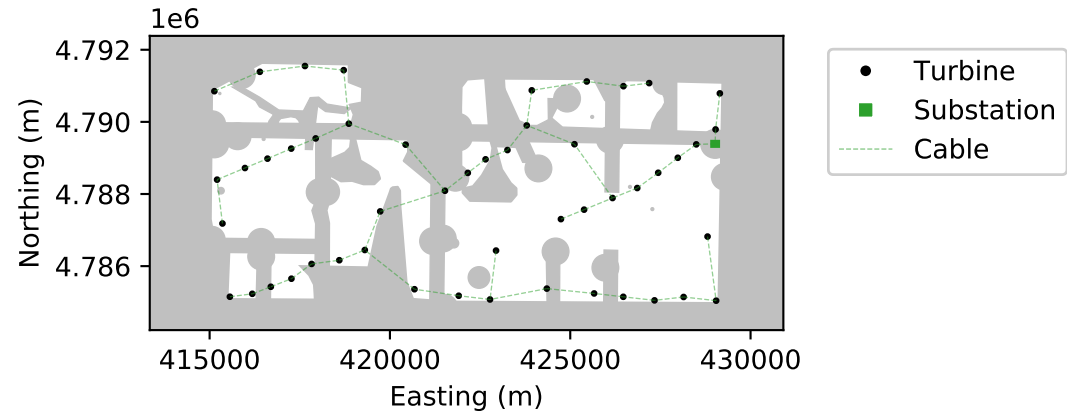 1e6
4.792
4.790
4.788
4.786
Northing (m)
415000 420000 425000 430000
Easting (m)
Turbine
Substation
Cable